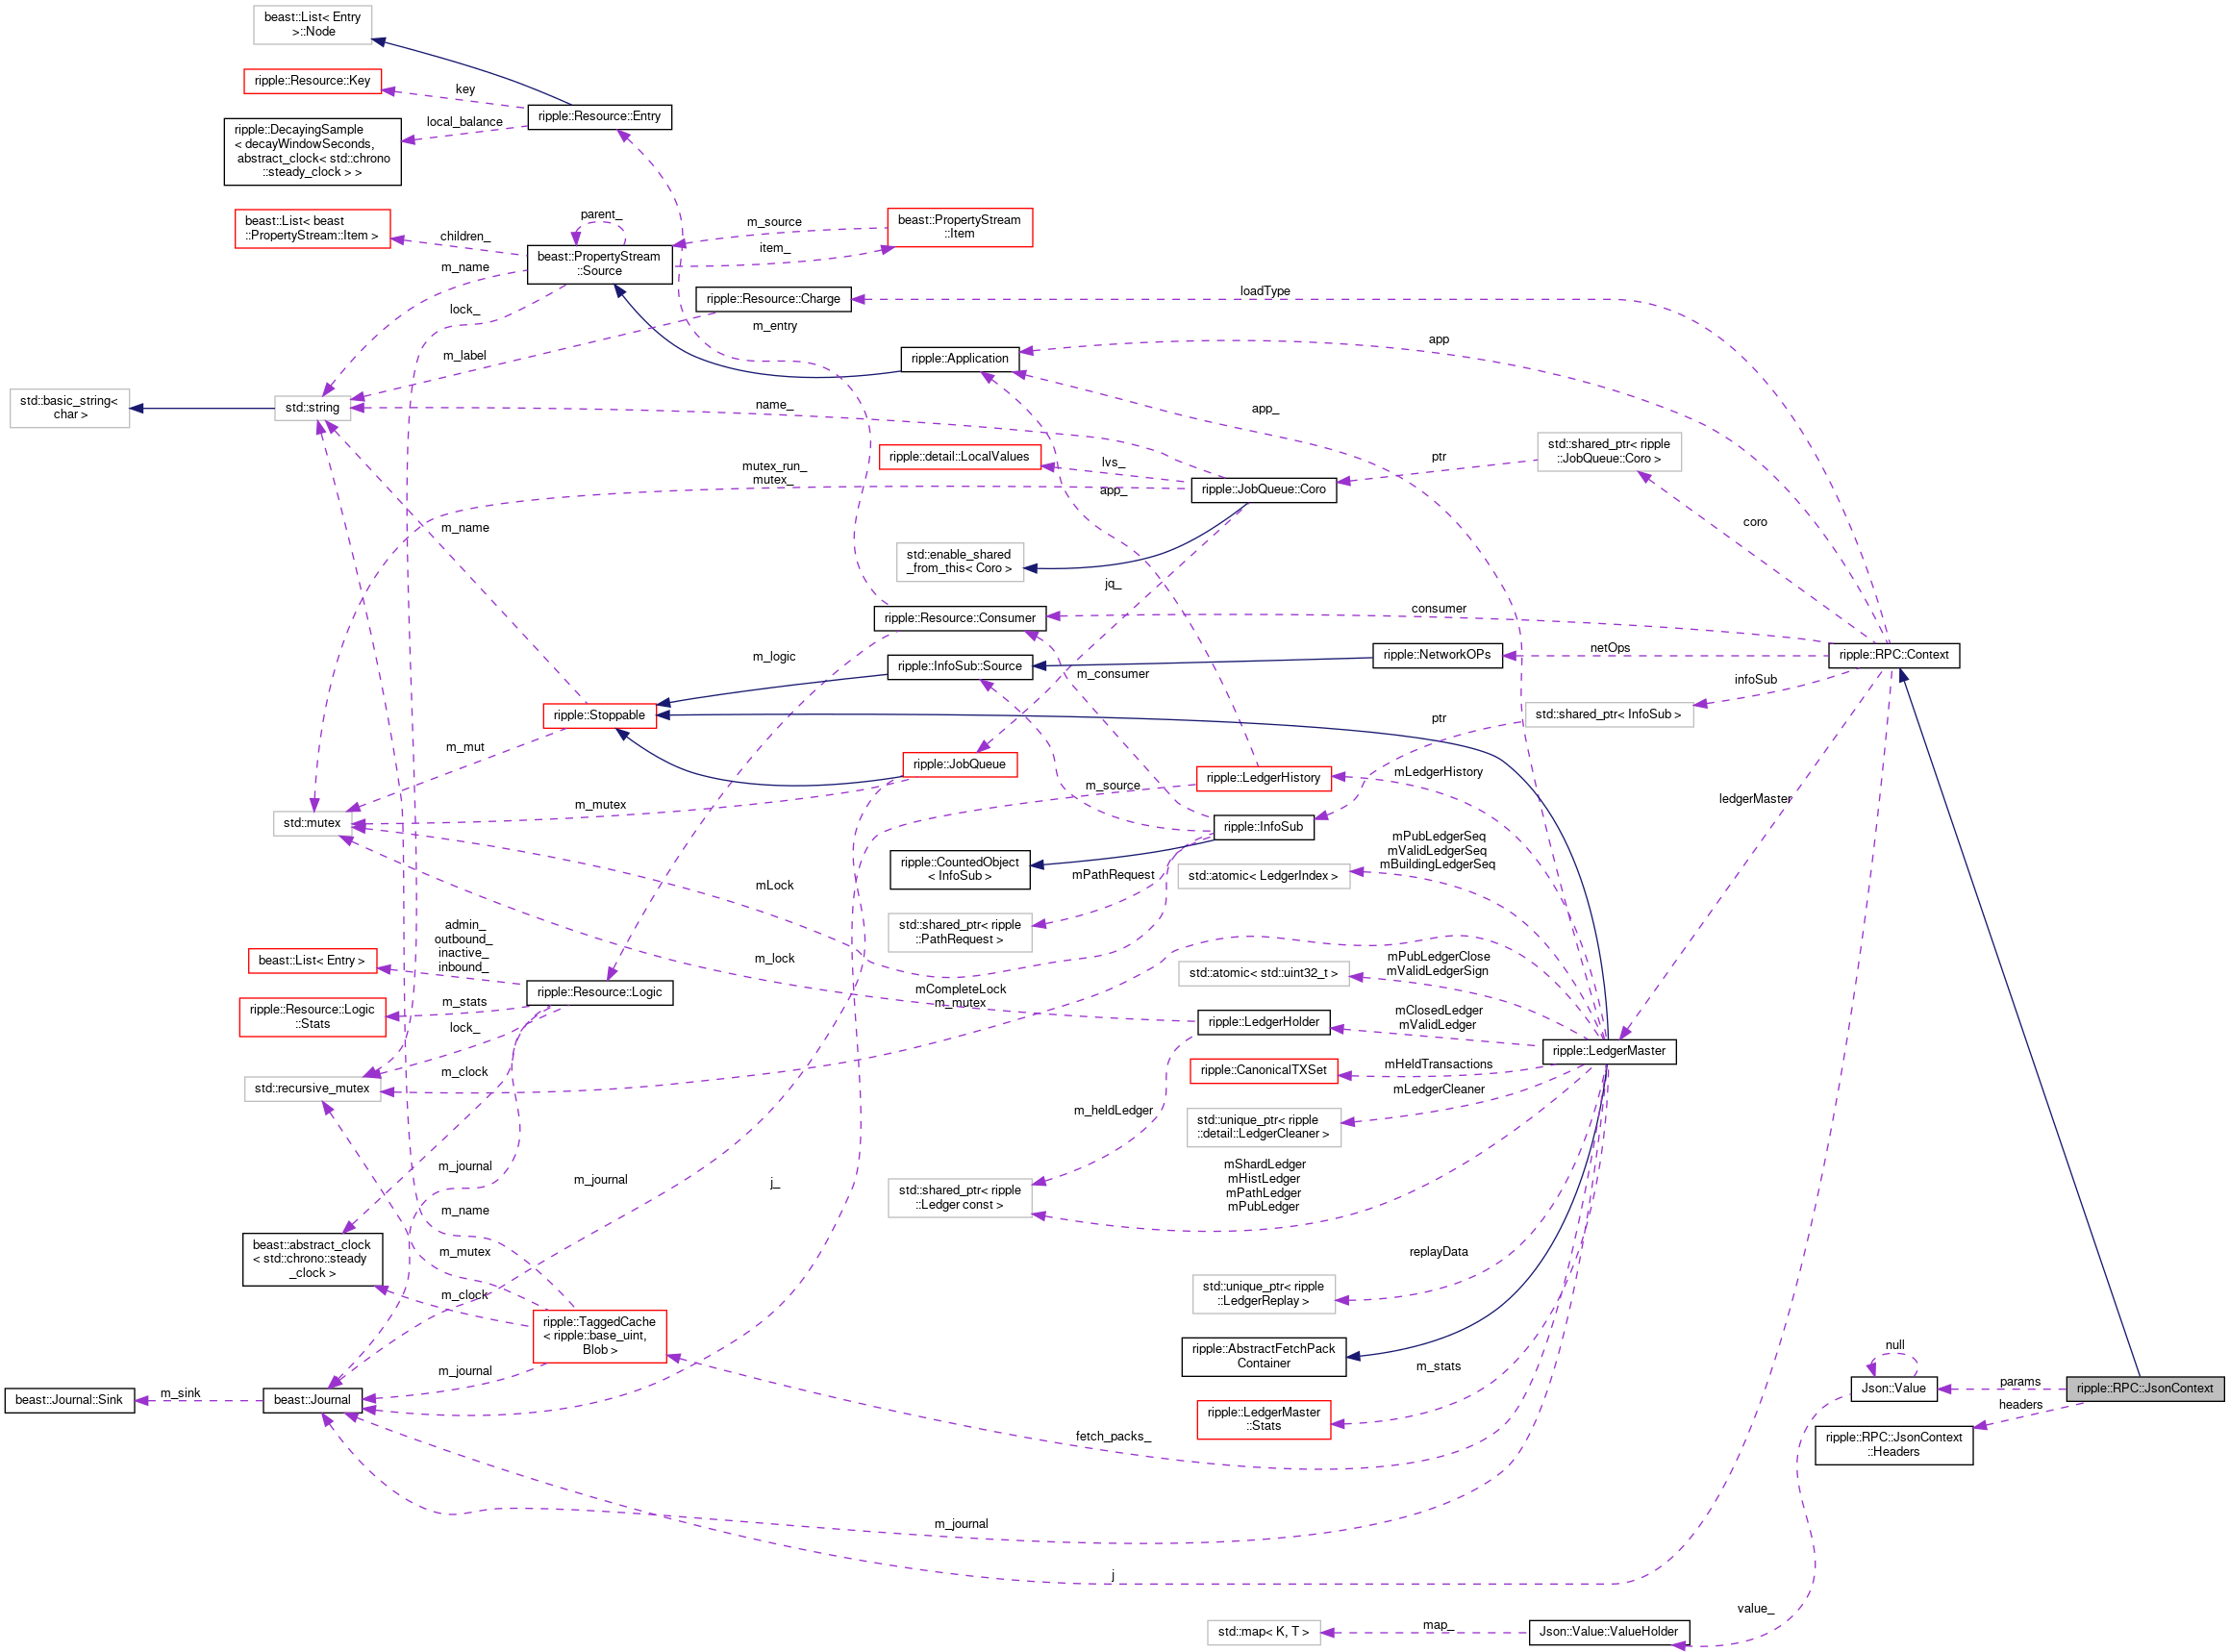 beast::List< Entry
>::Node
ripple::Resource::Key
key
ripple::Resource::Entry
local_balance
ripple::DecayingSample
< decayWindowSeconds,
abstract_clock< std::chrono
::steady_clock > >
beast::List< beast
::PropertyStream::Item >
children_
parent_
beast::PropertyStream
::Source
m_source
item_
beast::PropertyStream
::Item
m_name
lock_
ripple::Resource::Charge
loadType
m_entry
m_label
ripple::Application
app
std::basic_string<
char >
std::string
name_
app_
mutex_run_
mutex_
ripple::detail::LocalValues
lvs_
app_
ripple::JobQueue::Coro
ptr
std::shared_ptr< ripple
::JobQueue::Coro >
coro
m_name
std::enable_shared
_from_this< Coro >
jq_
ripple::Resource::Consumer
consumer
m_logic
ripple::InfoSub::Source
m_consumer
ripple::NetworkOPs
netOps
ripple::RPC::Context
infoSub
std::shared_ptr< InfoSub >
ptr
ripple::Stoppable
m_mut
ripple::JobQueue
m_source
ripple::LedgerHistory
mLedgerHistory
ledgerMaster
m_mutex
std::mutex
ripple::InfoSub
ripple::CountedObject
< InfoSub >
mPathRequest
mPubLedgerSeq
mValidLedgerSeq
mBuildingLedgerSeq
std::atomic< LedgerIndex >
mLock
std::shared_ptr< ripple
::PathRequest >
admin_
outbound_
inactive_
inbound_
beast::List< Entry >
m_lock
std::atomic< std::uint32_t >
mPubLedgerClose
mValidLedgerSign
ripple::Resource::Logic
mCompleteLock
m_mutex
m_stats
ripple::Resource::Logic
::Stats
lock_
ripple::LedgerHolder
mClosedLedger
mValidLedger
ripple::LedgerMaster
ripple::CanonicalTXSet
mHeldTransactions
m_clock
std::recursive_mutex
mLedgerCleaner
m_heldLedger
std::unique_ptr< ripple
::detail::LedgerCleaner >
m_journal
m_journal
j_
std::shared_ptr< ripple
::Ledger const >
mShardLedger
mHistLedger
mPathLedger
mPubLedger
m_name
beast::abstract_clock
< std::chrono::steady
_clock >
m_mutex
replayData
m_clock
std::unique_ptr< ripple
::LedgerReplay >
ripple::TaggedCache
< ripple::base_uint,
Blob >
ripple::AbstractFetchPack
Container
null
m_journal
m_stats
beast::Journal::Sink
m_sink
beast::Journal
Json::Value
params
ripple::RPC::JsonContext
headers
ripple::LedgerMaster
::Stats
fetch_packs_
ripple::RPC::JsonContext
::Headers
m_journal
j
value_
std::map< K, T >
map_
Json::Value::ValueHolder